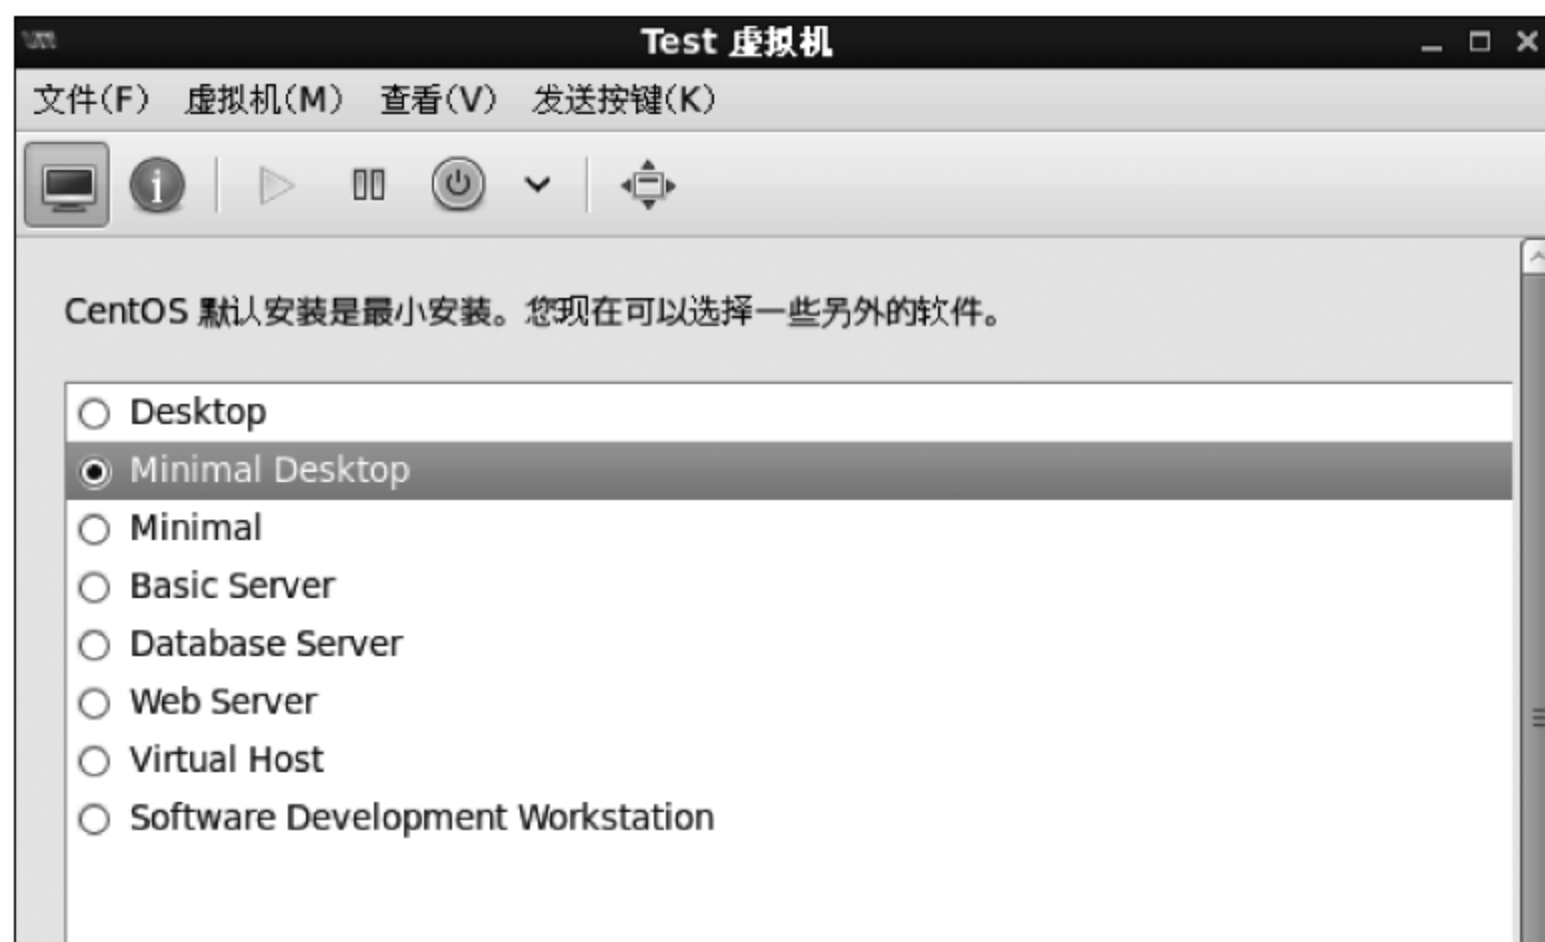 Test 虚拟机
文件(F) 虚拟机(M) 查看(V) 发送按键(K)
CentOS 默认安装是最小安装。您现在可以选择一些另外的软件。
Desktop
Minimal Desktop
Minimal
Basic Server
Database Server
Web Server
Virtual Host
Software Development Workstation